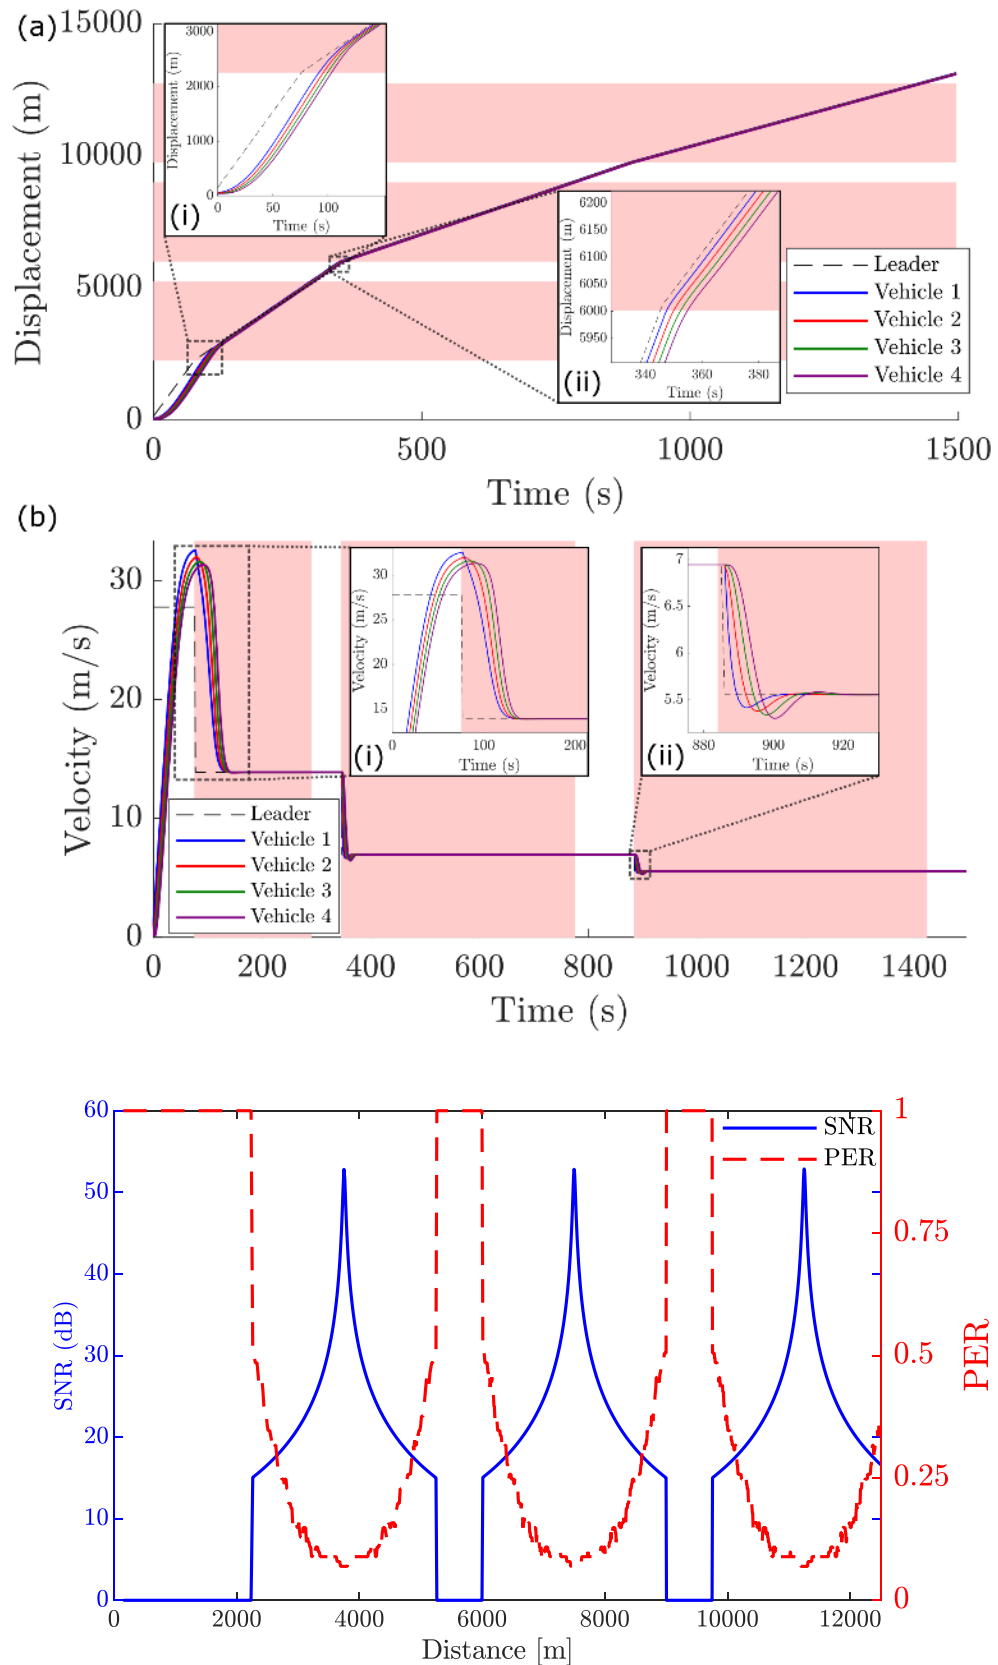 (a)
15000
10000
5000
0
Displacement (m)
0
500
1000
1500
Time (s)
3000
2000
1000
0
Displacement (m)
0
50
100
Time (s)
(i)
6200
6150
6100
6050
6000
5950
Displacement (m)
340
360
380
Time (s)
(ii)
Leader
Vehicle 1
Vehicle 2
Vehicle 3
Vehicle 4
(b)
30
20
10
0
Velocity (m/s)
0
200
400
600
800
1000
1200
1400
Time (s)
30
25
20
15
Velocity (m/s)
0
100
200
Time (s)
(i)
7
6.5
6
5.5
Velocity (m/s)
880
900
920
Time (s)
(ii)
Leader
Vehicle 1
Vehicle 2
Vehicle 3
Vehicle 4
60
50
40
30
20
10
0
SNR (dB)
SNR
PER
1
0.75
0.5
0.25
0
PER
0
2000
4000
6000
8000
10000
12000
Distance [m]